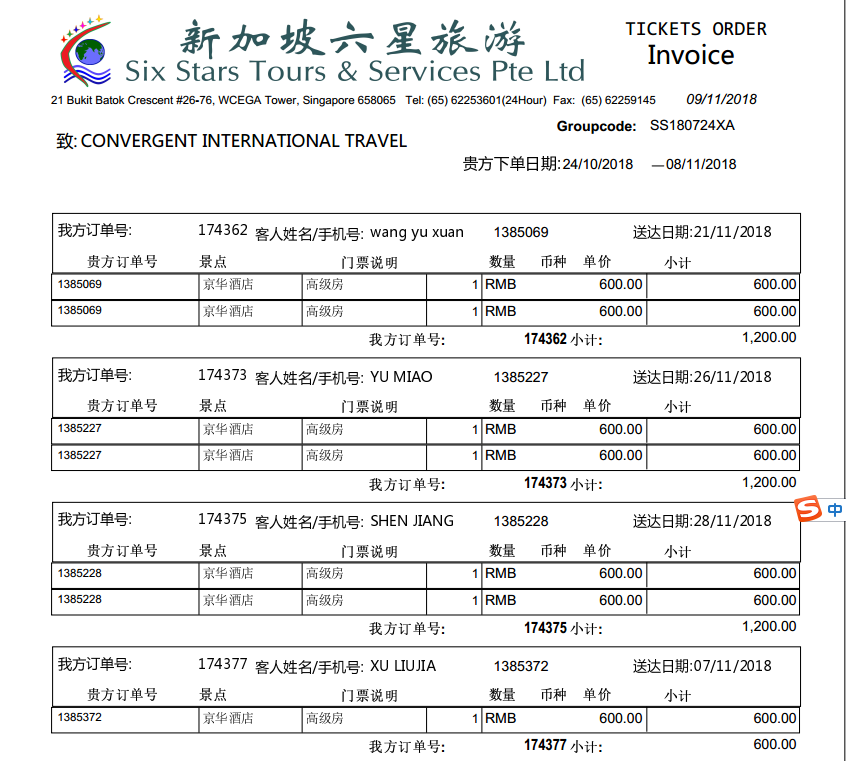 新加坡六星旅游
TICKETS ORDER
Invoice
Six Stars Tours & Services Pte Ltd
21 Bukit Batok Crescent #26-76, WCEGA Tower, Singapore 658065 Tel: (65) 62253601(24Hour) Fax: (65) 62259145 09/11/2018
Groupcode: SS180724XA
致: CONVERGENT INTERNATIONAL TRAVEL
贵方下单日期: 24/10/2018 —08/11/2018
我方订单号: 174362 客人姓名/手机号: wang yu xuan 1385069 送达日期:21/11/2018
贵方订单号 景点 门票说明 数量 币种 单价 小计
1385069 京华酒店 高级房 1 RMB 600.00 600.00
1385069 京华酒店 高级房 1 RMB 600.00 600.00
我方订单号: 174362 小计: 1,200.00
我方订单号: 174373 客人姓名/手机号: YU MIAO 1385227 送达日期:26/11/2018
贵方订单号 景点 门票说明 数量 币种 单价 小计
1385227 京华酒店 高级房 1 RMB 600.00 600.00
1385227 京华酒店 高级房 1 RMB 600.00 600.00
我方订单号: 174373 小计: 1,200.00
我方订单号: 174375 客人姓名/手机号: SHEN JIANG 1385228 送达日期:28/11/2018
贵方订单号 景点 门票说明 数量 币种 单价 小计
1385228 京华酒店 高级房 1 RMB 600.00 600.00
1385228 京华酒店 高级房 1 RMB 600.00 600.00
我方订单号: 174375 小计: 1,200.00
我方订单号: 174377 客人姓名/手机号: XU LIUJIA 1385372 送达日期:07/11/2018
贵方订单号 景点 门票说明 数量 币种 单价 小计
1385372 京华酒店 高级房 1 RMB 600.00 600.00
我方订单号: 174377 小计: 600.00
S 中